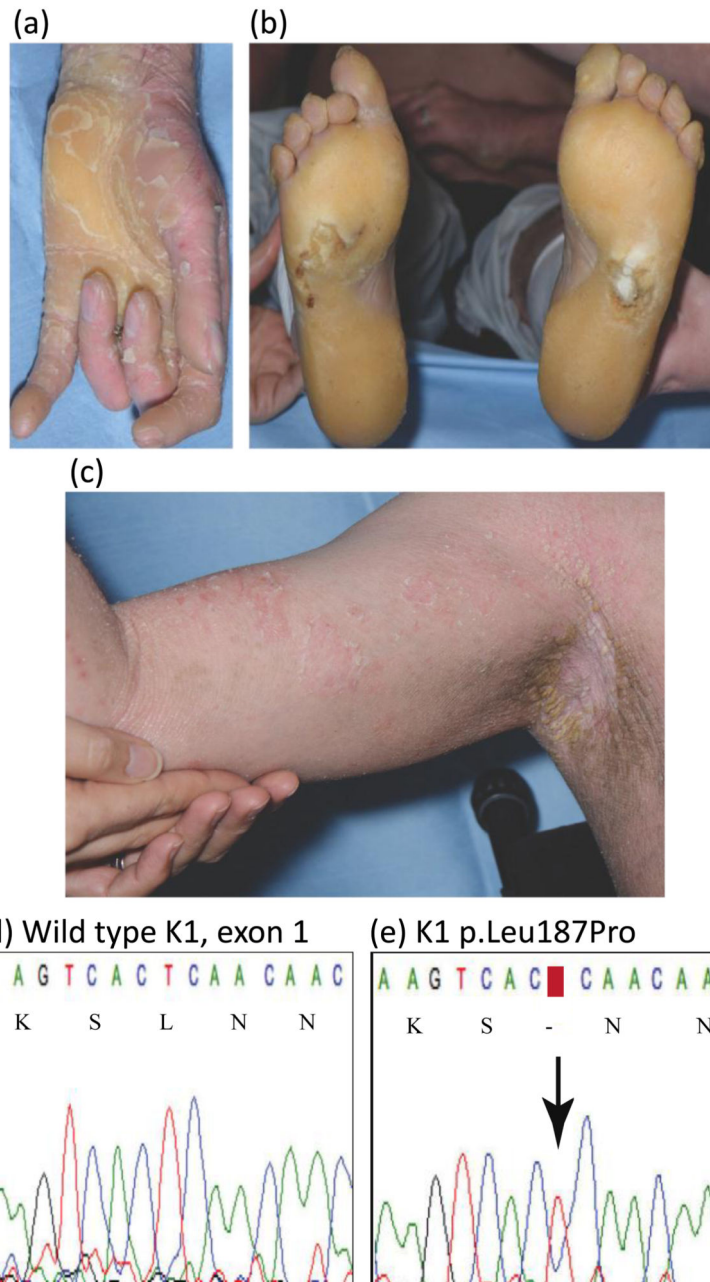 (a)
(b)
(c)
) Wild type K1, exon 1
(e) K1 p.Leu187Pro
A G T C A C T C A A C A A C
K S L N N
A A G T C A C C A A C A A
K S - N N